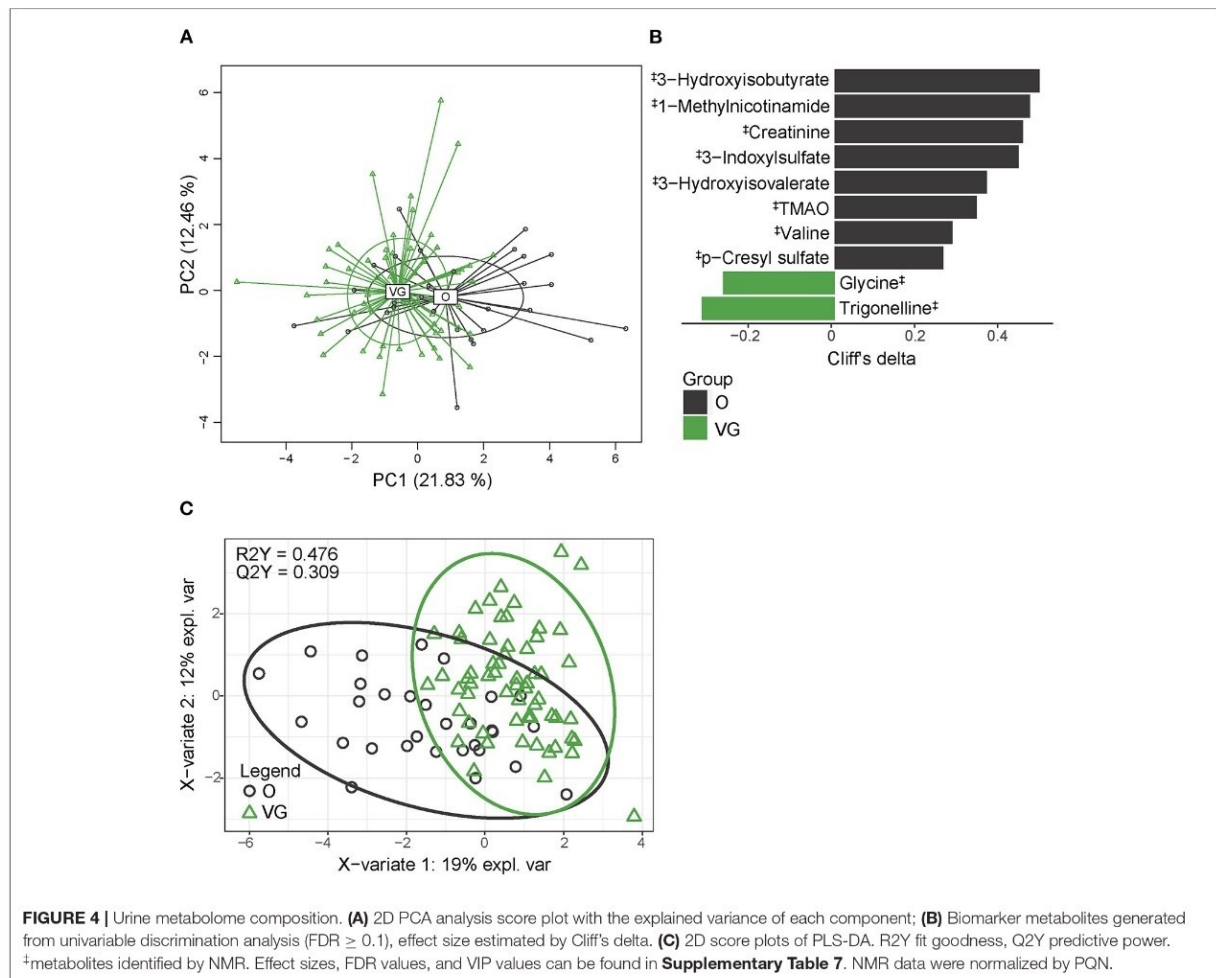 A
B
6
4
2
0
−2
−4
PC2 (12.46 %)
VG
O
−4
−2
0
2
4
6
PC1 (21.83 %)
‡3−Hydroxyisobutyrate
‡1−Methylnicotinamide
‡Creatinine
‡3−Indoxylsulfate
‡3−Hydroxyisovalerate
‡TMAO
‡Valine
‡p−Cresyl sulfate
Glycine‡
Trigonelline‡
−0.2
0
0.2
0.4
Cliff's delta
Group
O
VG
C
R2Y = 0.476
Q2Y = 0.309
2
0
−2
X−variate 2: 12% expl. var
Legend
O
VG
−6
−4
−2
0
2
4
X−variate 1: 19% expl. var
FIGURE 4 | Urine metabolome composition. (A) 2D PCA analysis score plot with the explained variance of each component; (B) Biomarker metabolites generated
from univariable discrimination analysis (FDR ≥ 0.1), effect size estimated by Cliff's delta. (C) 2D score plots of PLS-DA. R2Y fit goodness, Q2Y predictive power.
‡metabolites identified by NMR. Effect sizes, FDR values, and VIP values can be found in Supplementary Table 7. NMR data were normalized by PQN.